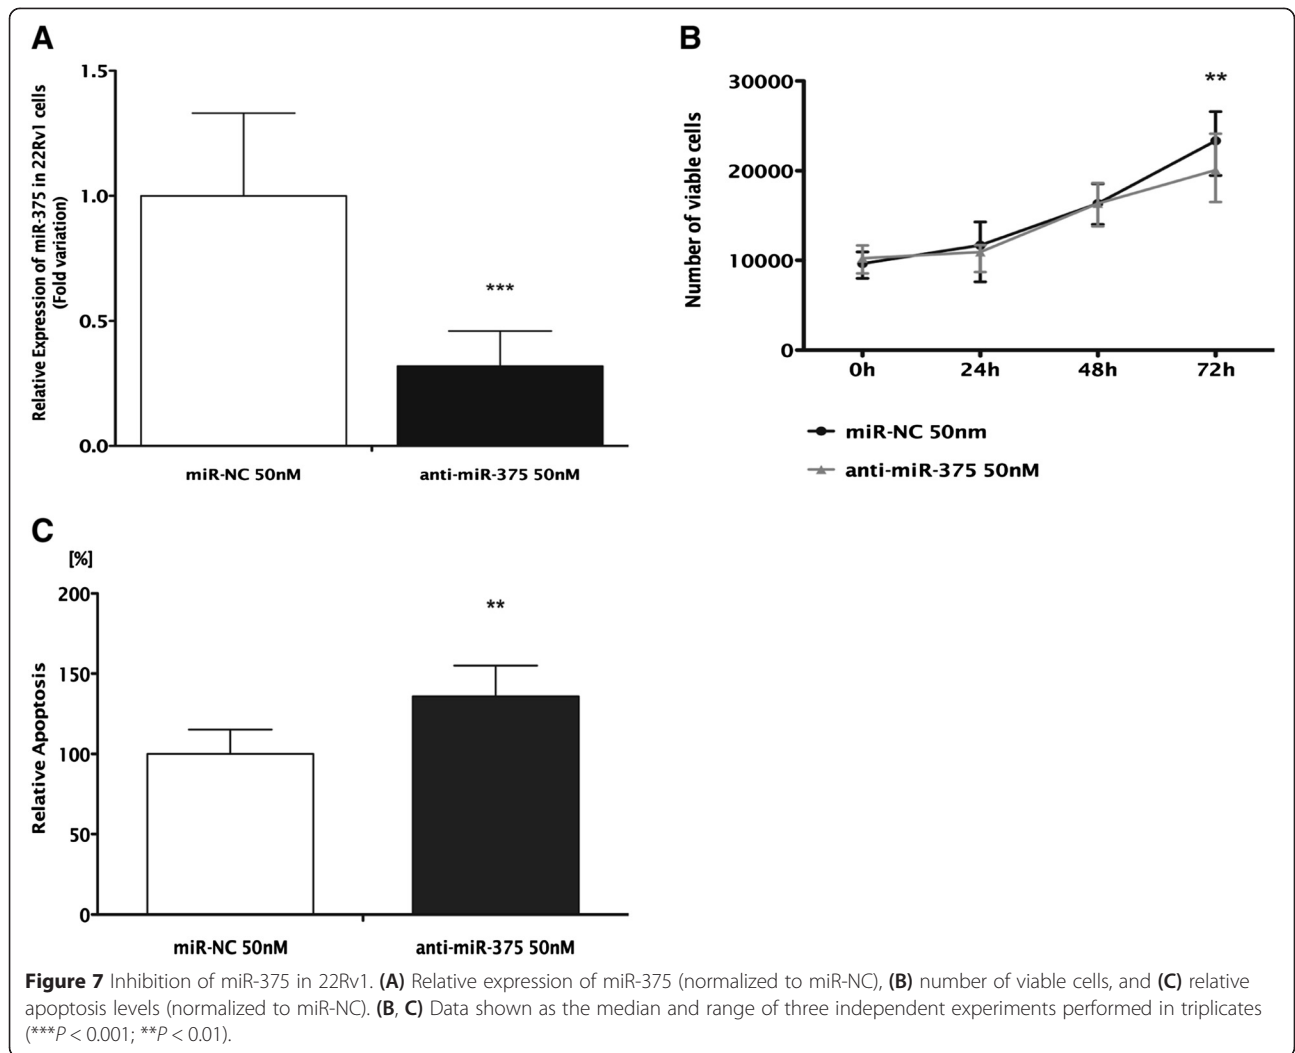 A
Relative Expression of miR-375 in 22Rv1 cells
(Fold variation)
1.5
1.0
0.5
0.0
***
miR-NC 50nM
anti-miR-375 50nM
B
Number of viable cells
30000
20000
10000
0
**
0h
24h
48h
72h
miR-NC 50nm
anti-miR-375 50nM
C
[%]
Relative Apoptosis
200
150
100
50
0
**
miR-NC 50nM
anti-miR-375 50nM
Figure 7 Inhibition of miR-375 in 22Rv1. (A) Relative expression of miR-375 (normalized to miR-NC), (B) number of viable cells, and (C) relative
apoptosis levels (normalized to miR-NC). (B, C) Data shown as the median and range of three independent experiments performed in triplicates
(***P < 0.001; **P < 0.01).